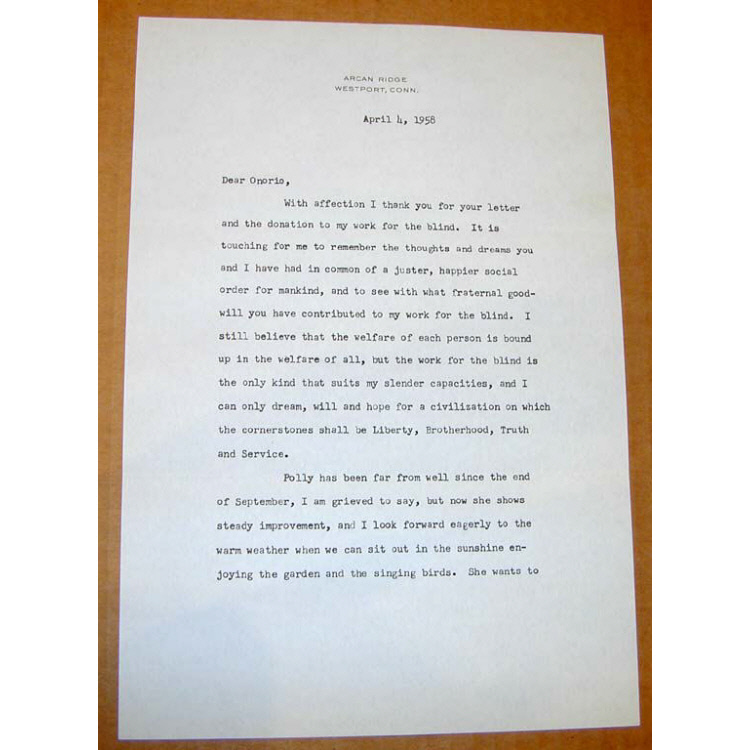 ARCAN RIDGE
WESTPORT, CONN.
April 4, 1958
Dear Onorio,
With affection I thank you for your letter
and the donation to my work for the blind. It is
touching for me to remember the thoughts and dreams you
and I have had in common of a juster, happier social
order for mankind, and to see with what fraternal good-
will you have contributed to my work for the blind. I
still believe that the welfare of each person is bound
up in the welfare of all, but the work for the blind is
the only kind that suits my slender capacities, and I
can only dream, will and hope for a civilization on which
the cornerstones shall be Liberty, Brotherhood, Truth
and Service.
Polly has been far from well since the end
of September, I am grieved to say, but now she shows
steady improvement, and I look forward eagerly to the
warm weather when we can sit out in the sunshine en-
joying the garden and the singing birds. She wants to